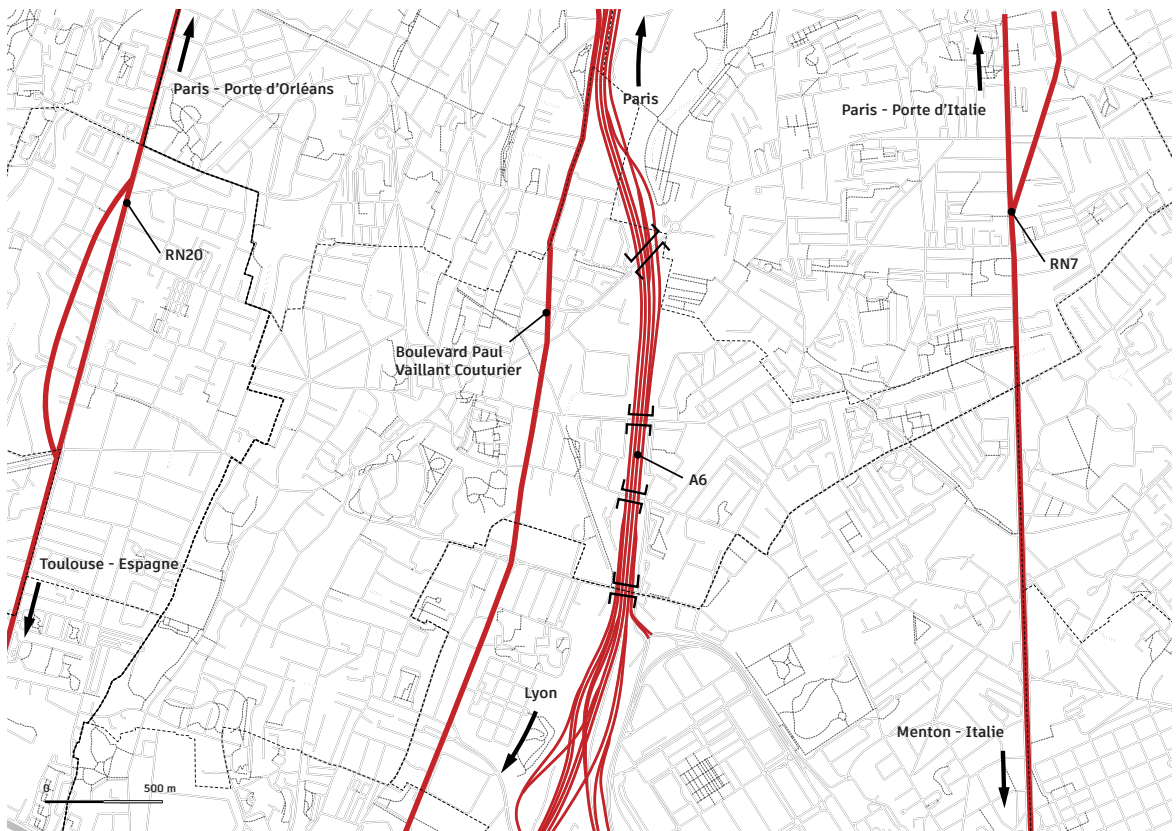 Paris - Porte d'Orléans
Paris
Paris - Porte d'Italie
RN20
RN7
Boulevard Paul
Vaillant Couturier
A6
Toulouse - Espagne
Lyon
Menton - Italie
0
500 m